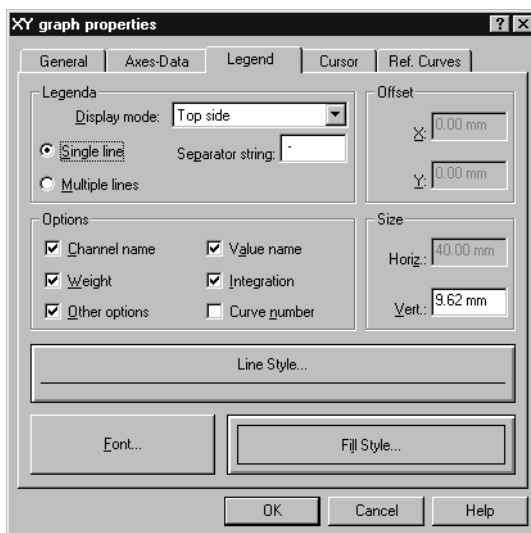 XY graph properties ? ×
General Axes-Data Legend Cursor Ref. Curves
Legenda
Display mode: Top side
Single line Separator string: -
Multiple lines
Offset
X: 0.00 mm
Y: 0.00 mm
Options
Channel name Value name
Weight Integration
Other options Curve number
Size
Horiz.: 40.00 mm
Vert.: 9.62 mm
Line Style...
Font... Fill Style...
OK Cancel Help